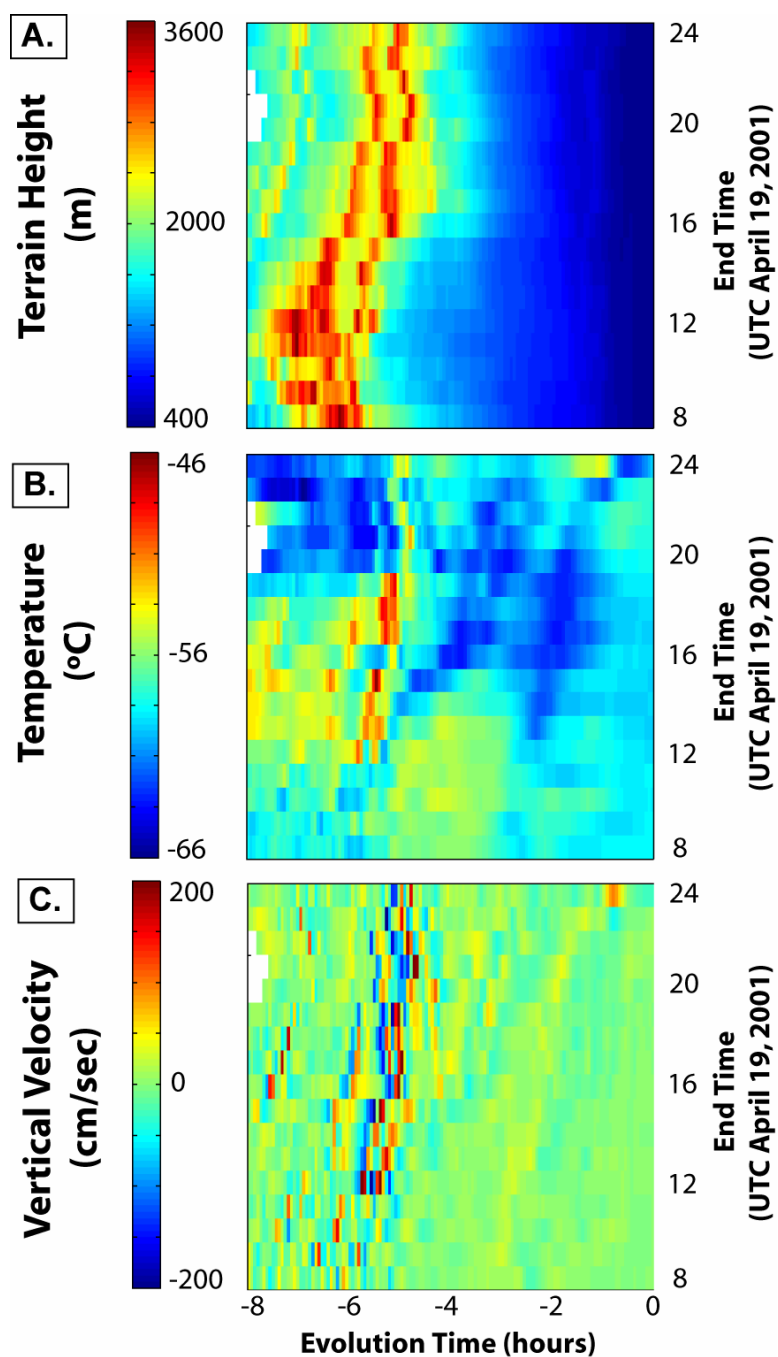 A.
Terrain Height
(m)
3600
2000
400
24
20
16
12
8
End Time
(UTC April 19, 2001)
B.
Temperature
(ºC)
-46
-56
-66
24
20
16
12
8
End Time
(UTC April 19, 2001)
C.
Vertical Velocity
(cm/sec)
200
0
-200
24
20
16
12
8
End Time
(UTC April 19, 2001)
-8 -6 -4 -2 0
Evolution Time (hours)